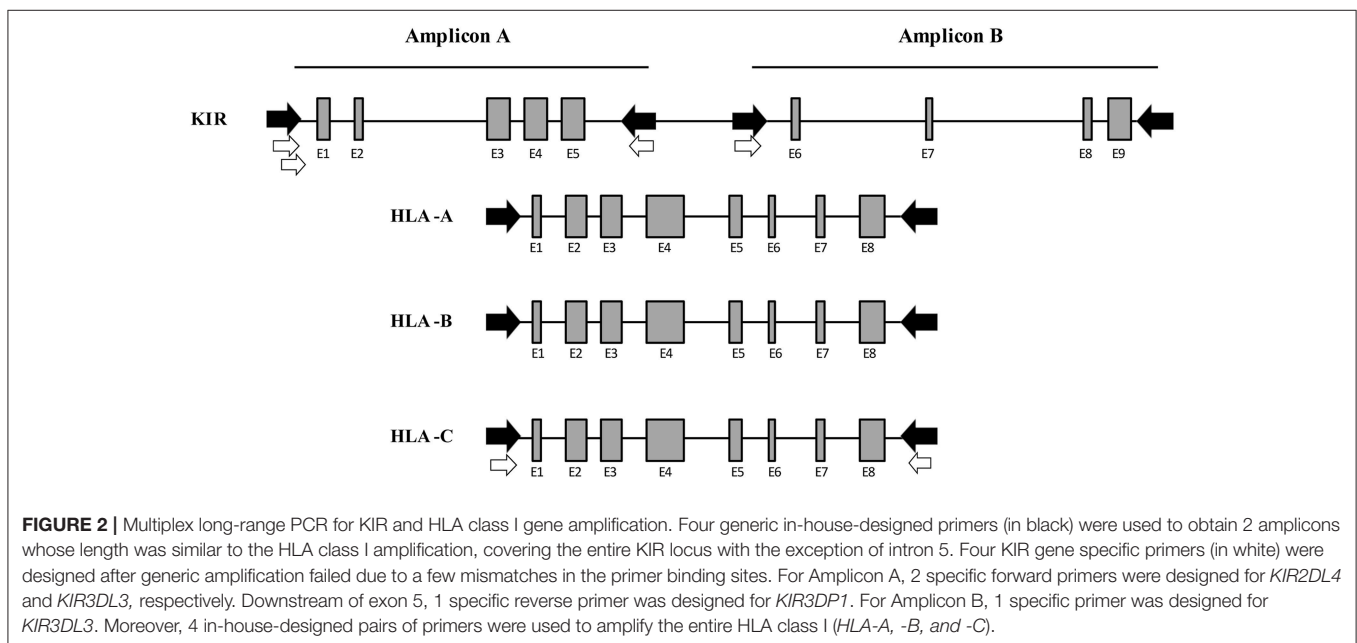 Amplicon A Amplicon B
KIR
E1 E2 E3 E4 E5 E6 E7 E8 E9
HLA -A
E1 E2 E3 E4 E5 E6 E7 E8
HLA -B
E1 E2 E3 E4 E5 E6 E7 E8
HLA -C
E1 E2 E3 E4 E5 E6 E7 E8
FIGURE 2 | Multiplex long-range PCR for KIR and HLA class I gene amplification. Four generic in-house-designed primers (in black) were used to obtain 2 amplicons
whose length was similar to the HLA class I amplification, covering the entire KIR locus with the exception of intron 5. Four KIR gene specific primers (in white) were
designed after generic amplification failed due to a few mismatches in the primer binding sites. For Amplicon A, 2 specific forward primers were designed for KIR2DL4
and KIR3DL3, respectively. Downstream of exon 5, 1 specific reverse primer was designed for KIR3DP1. For Amplicon B, 1 specific primer was designed for
KIR3DL3. Moreover, 4 in-house-designed pairs of primers were used to amplify the entire HLA class I (HLA-A, -B, and -C).